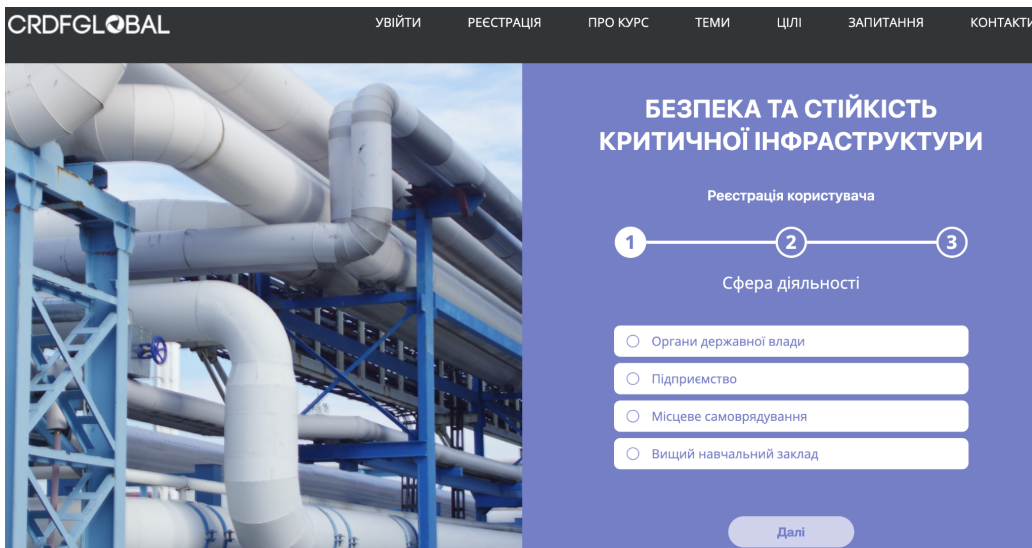 CRDFGLOBAL
УВІЙТИ РЕЄСТРАЦІЯ ПРО КУРС ТЕМИ ЦІЛІ ЗАПИТАННЯ КОНТАКТИ
БЕЗПЕКА ТА СТІЙКІСТЬ
КРИТИЧНОЇ ІНФРАСТРУКТУРИ
Реєстрація користувача
1 2 3
Сфера діяльності
Органи державної влади
Підприємство
Місцеве самоврядування
Вищий навчальний заклад
Далі